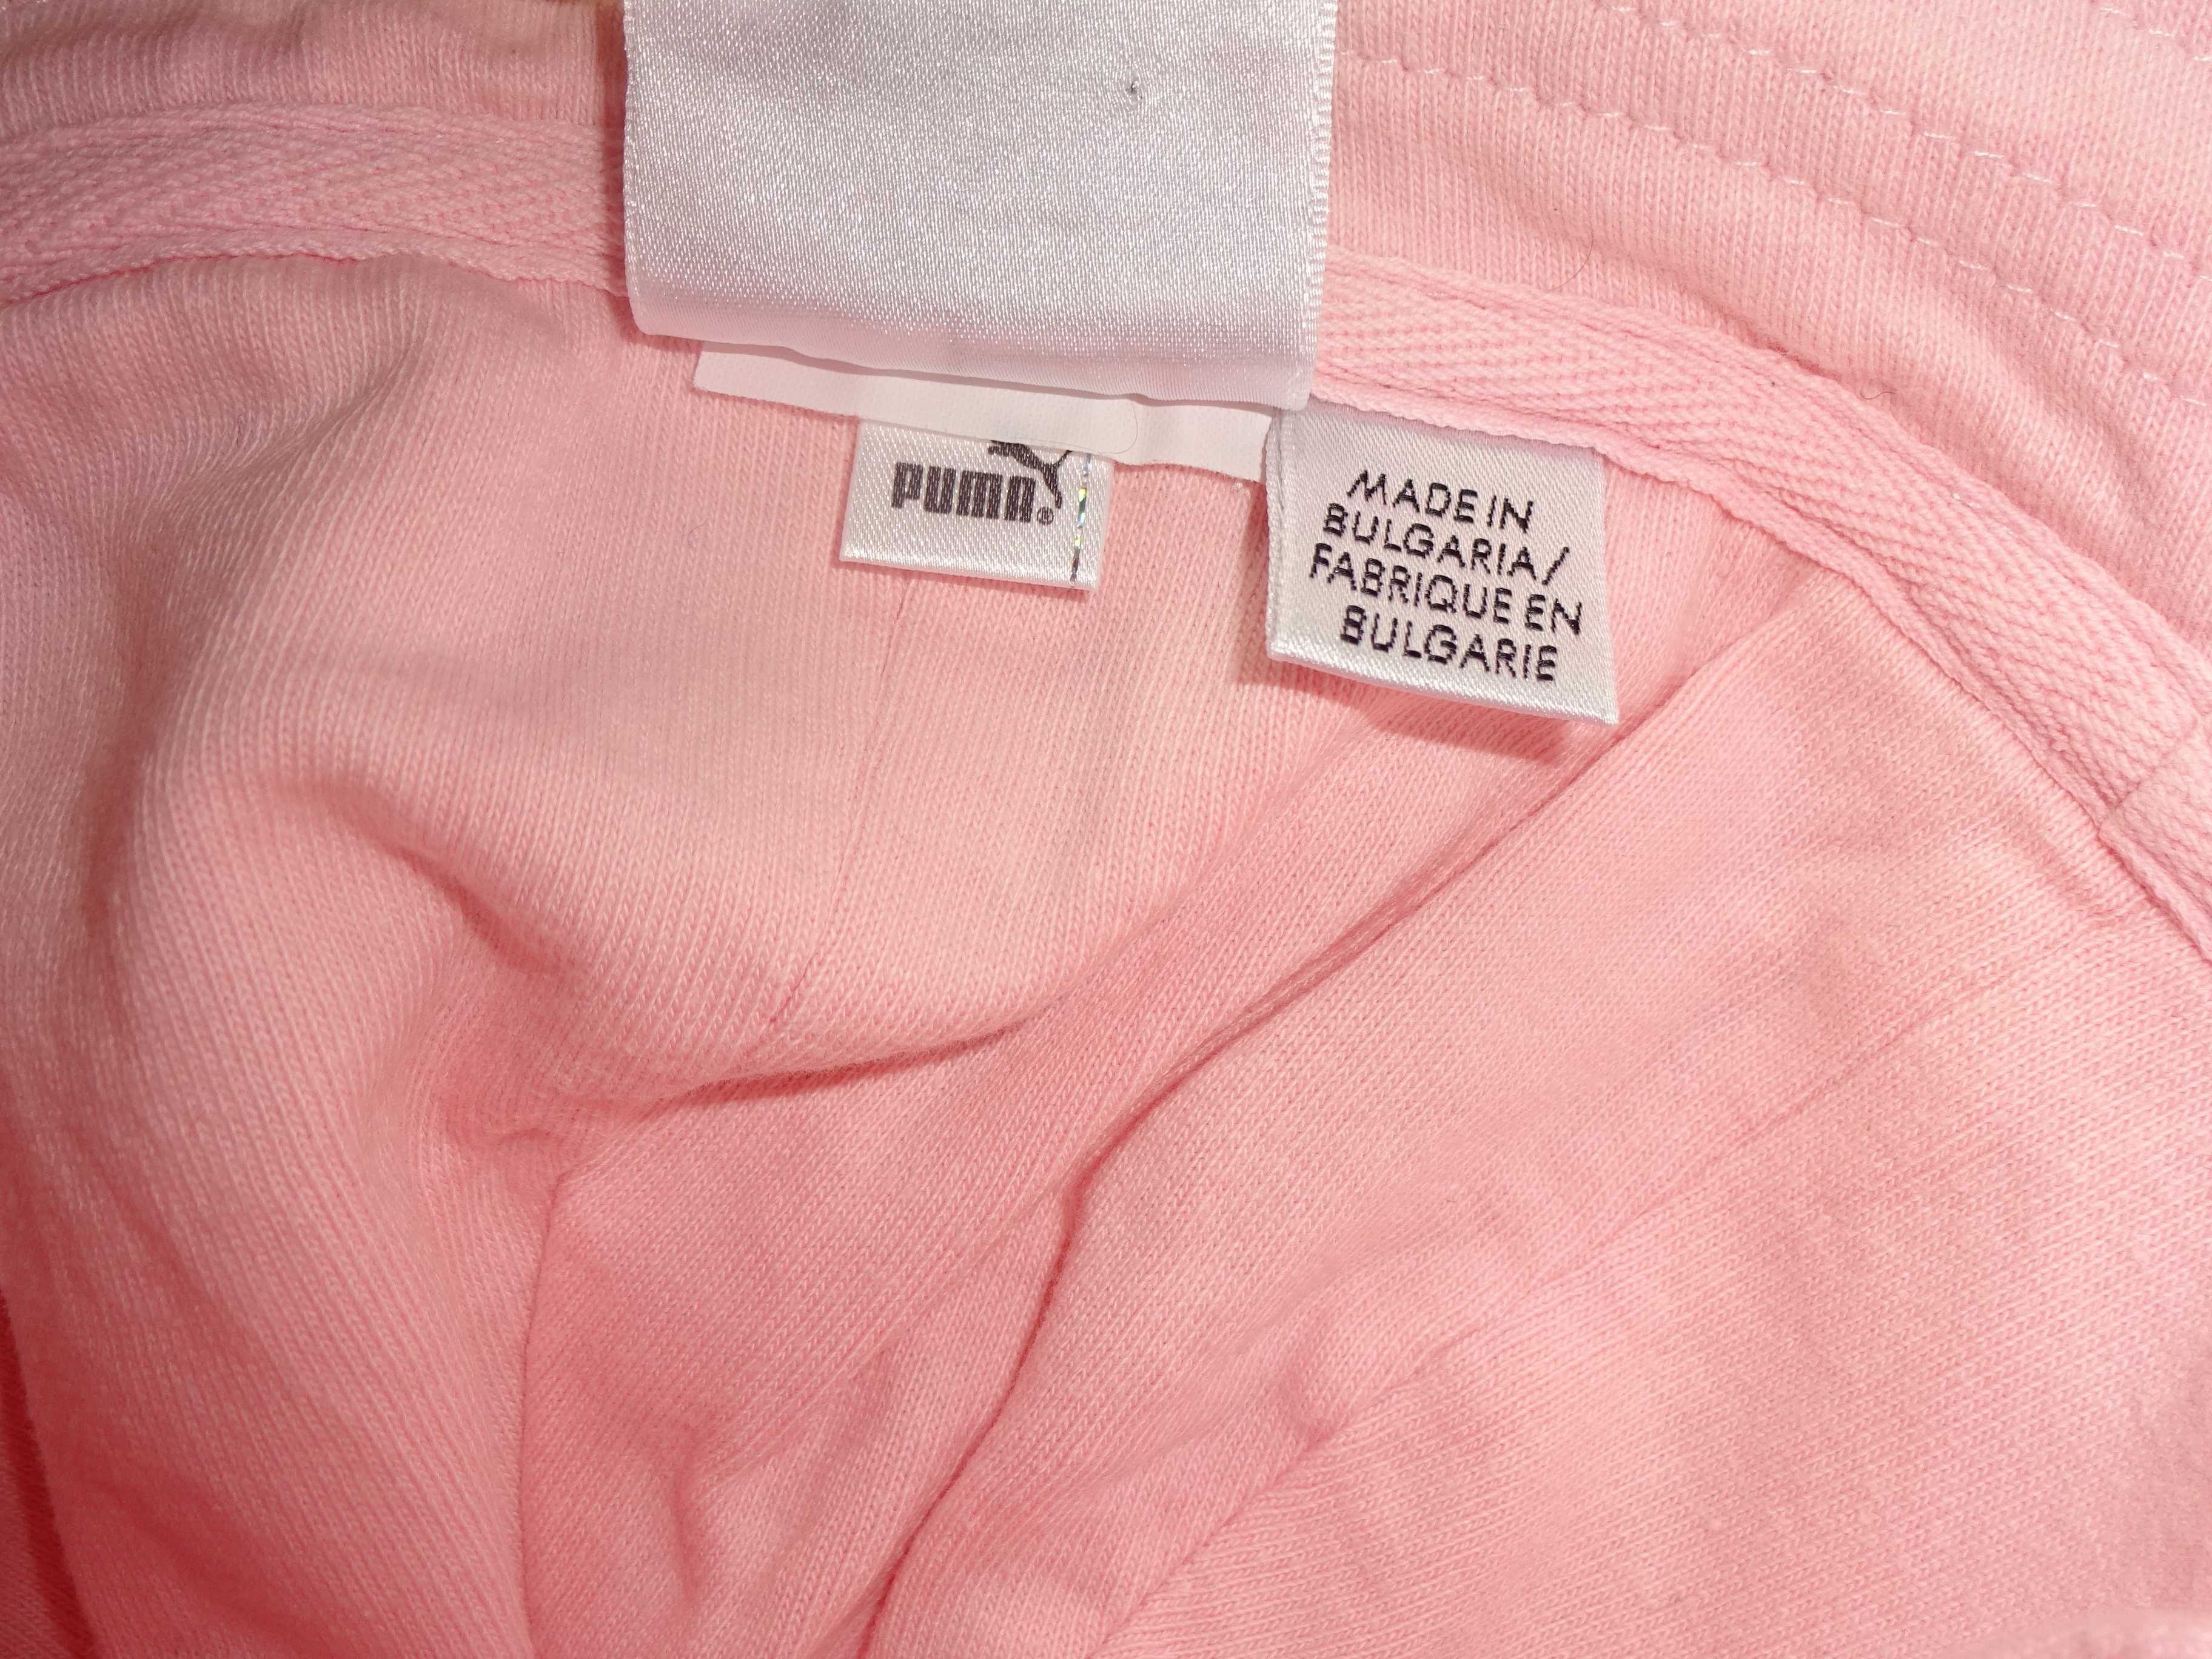 PUMA®
MADE IN
BULGARIA/
FABRIQUE EN
BULGARIE